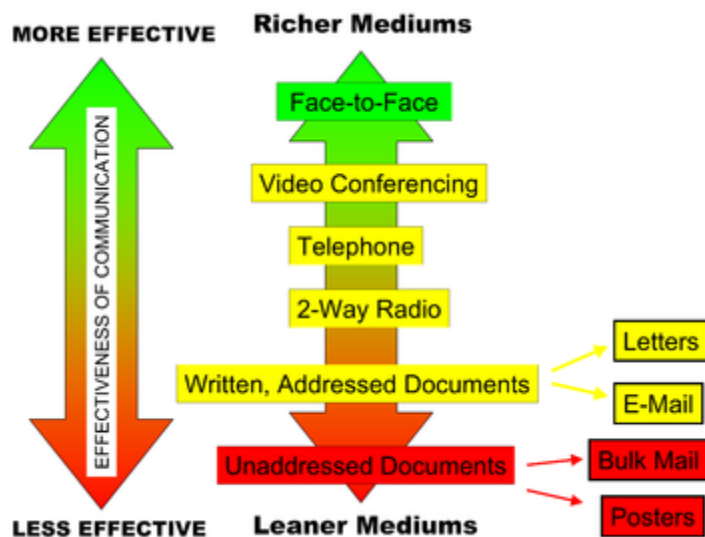 MORE EFFECTIVE
Richer Mediums
EFFECTIVENESS OF COMMUNICATION
Face-to-Face
Video Conferencing
Telephone
2-Way Radio
Written, Addressed Documents
Letters
E-Mail
Unaddressed Documents
Bulk Mail
Posters
LESS EFFECTIVE
Leaner Mediums